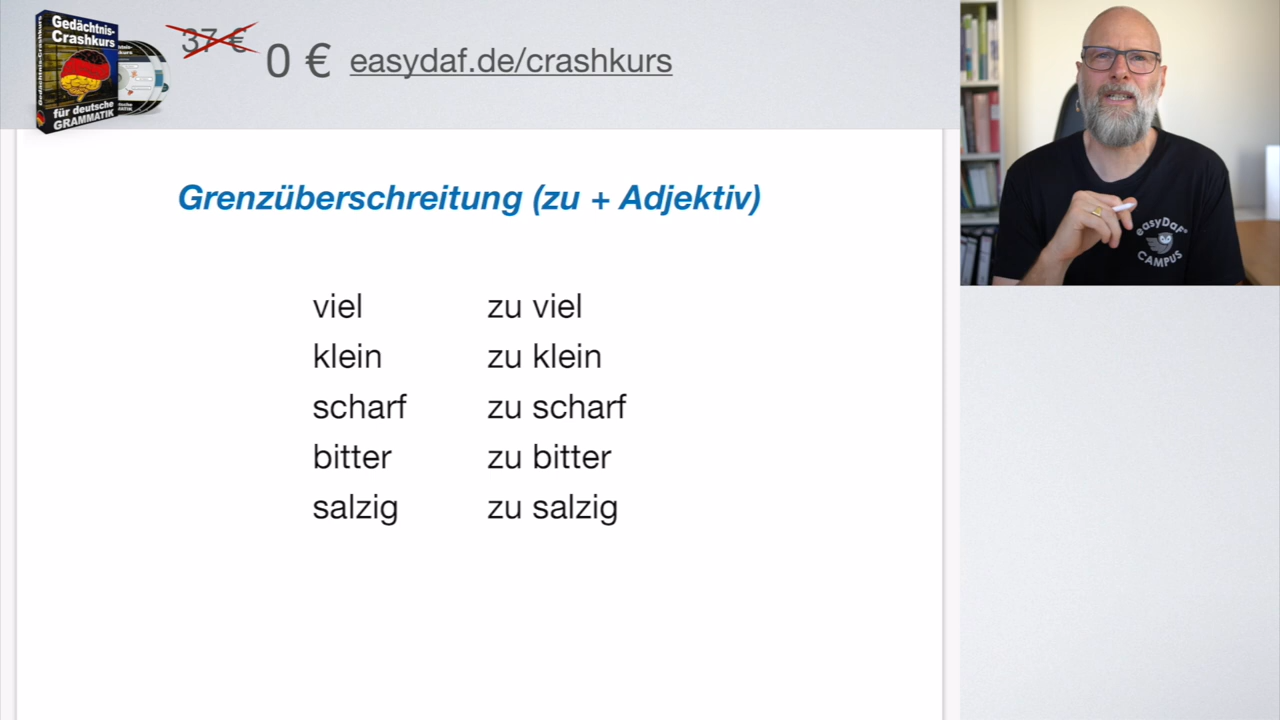 Gedächtnis-
Crashkurs
für deutsche
GRAMMATIK
37 €
0 €
easydaf.de/crashkurs
Grenzüberschreitung (zu + Adjektiv)
viel zu viel
klein zu klein
scharf zu scharf
bitter zu bitter
salzig zu salzig
easyDaF®
CAMPUS